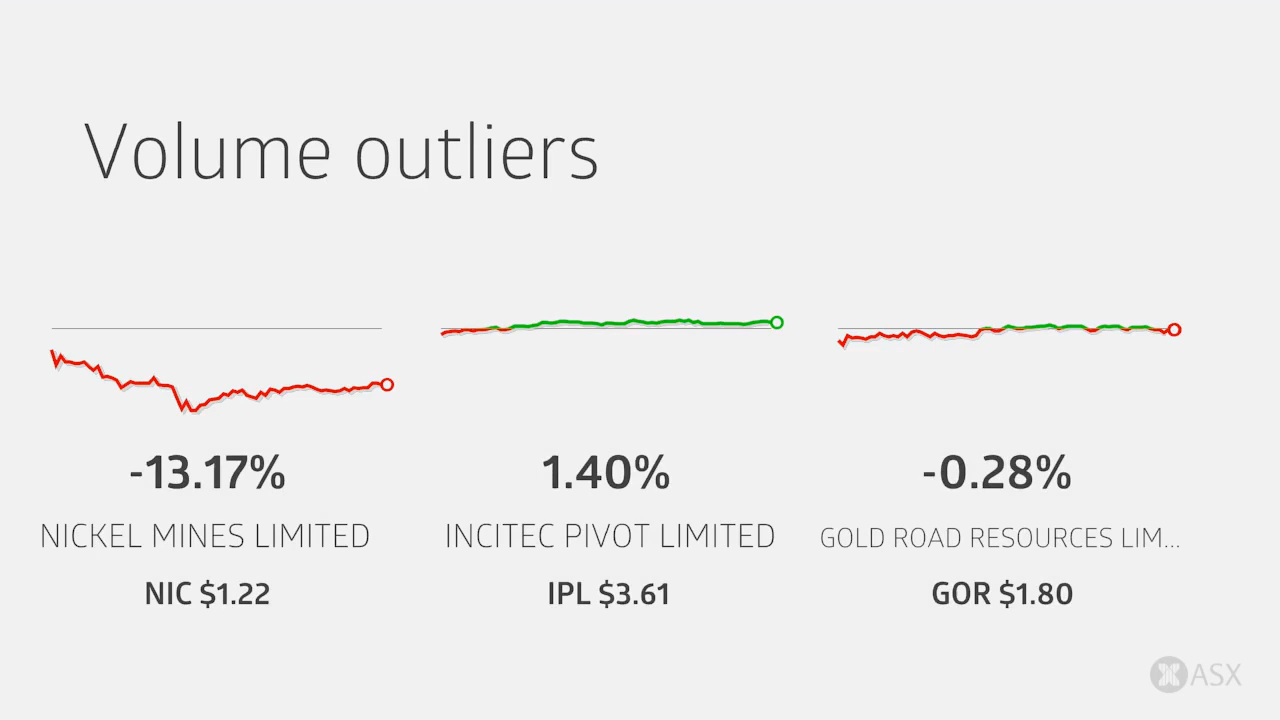 Volume outliers
-13.17%
NICKEL MINES LIMITED
NIC $1.22
1.40%
INCITEC PIVOT LIMITED
IPL $3.61
-0.28%
GOLD ROAD RESOURCES LIM...
GOR $1.80
ASX